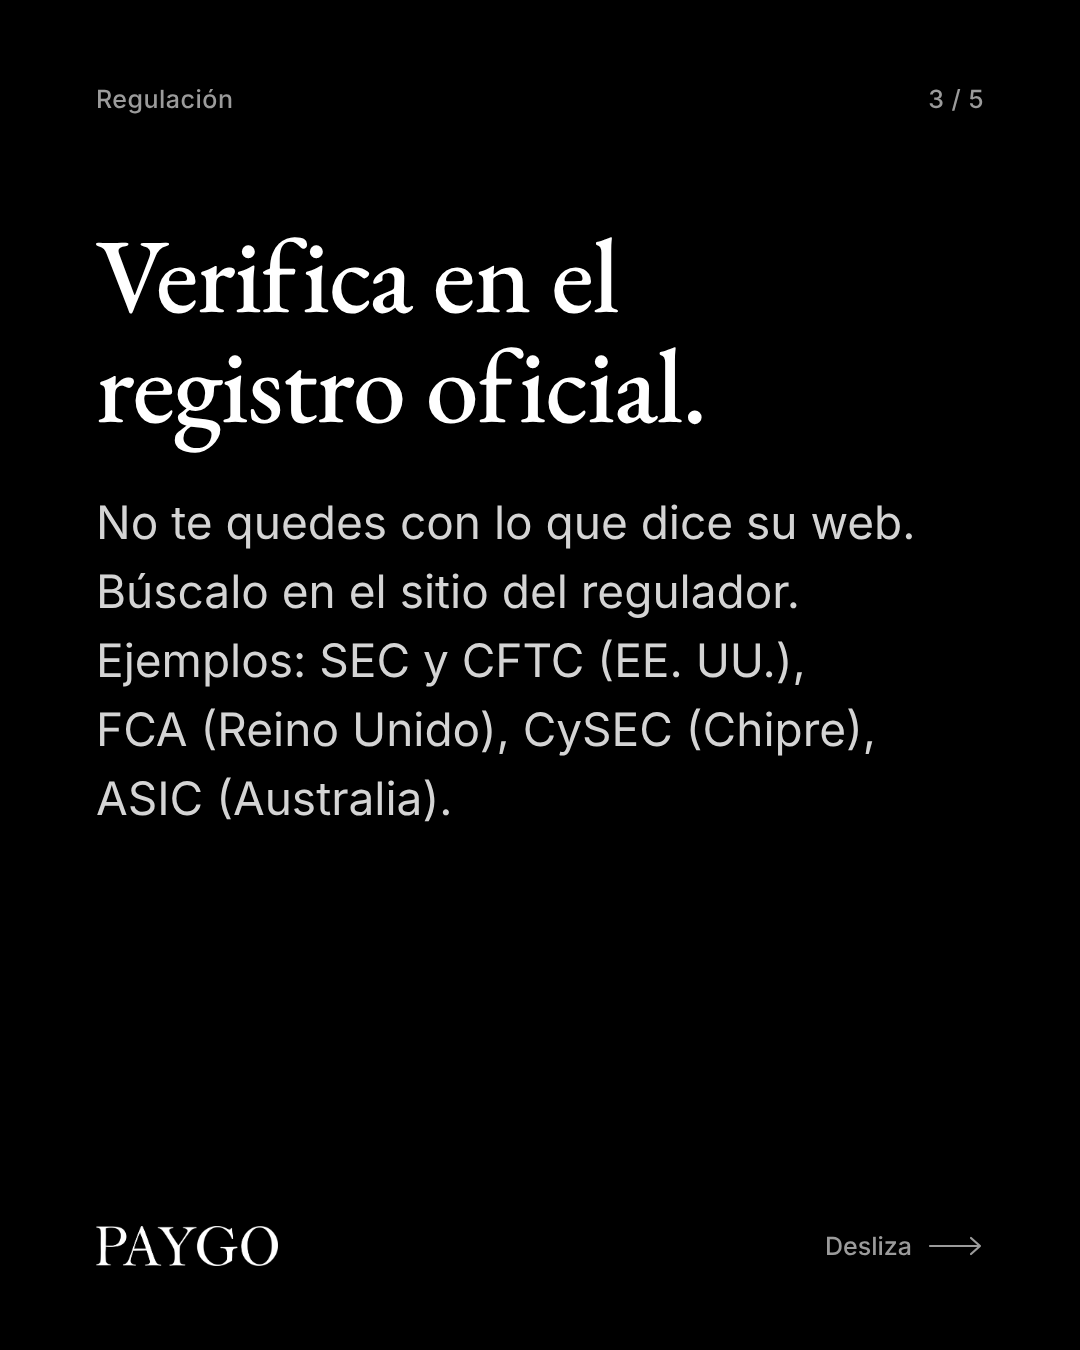 Regulación
3 / 5
Verifica en el
registro oficial.
No te quedes con lo que dice su web.
Búscalo en el sitio del regulador.
Ejemplos: SEC y CFTC (EE. UU.),
FCA (Reino Unido), CySEC (Chipre),
ASIC (Australia).
PAYGO
Desliza